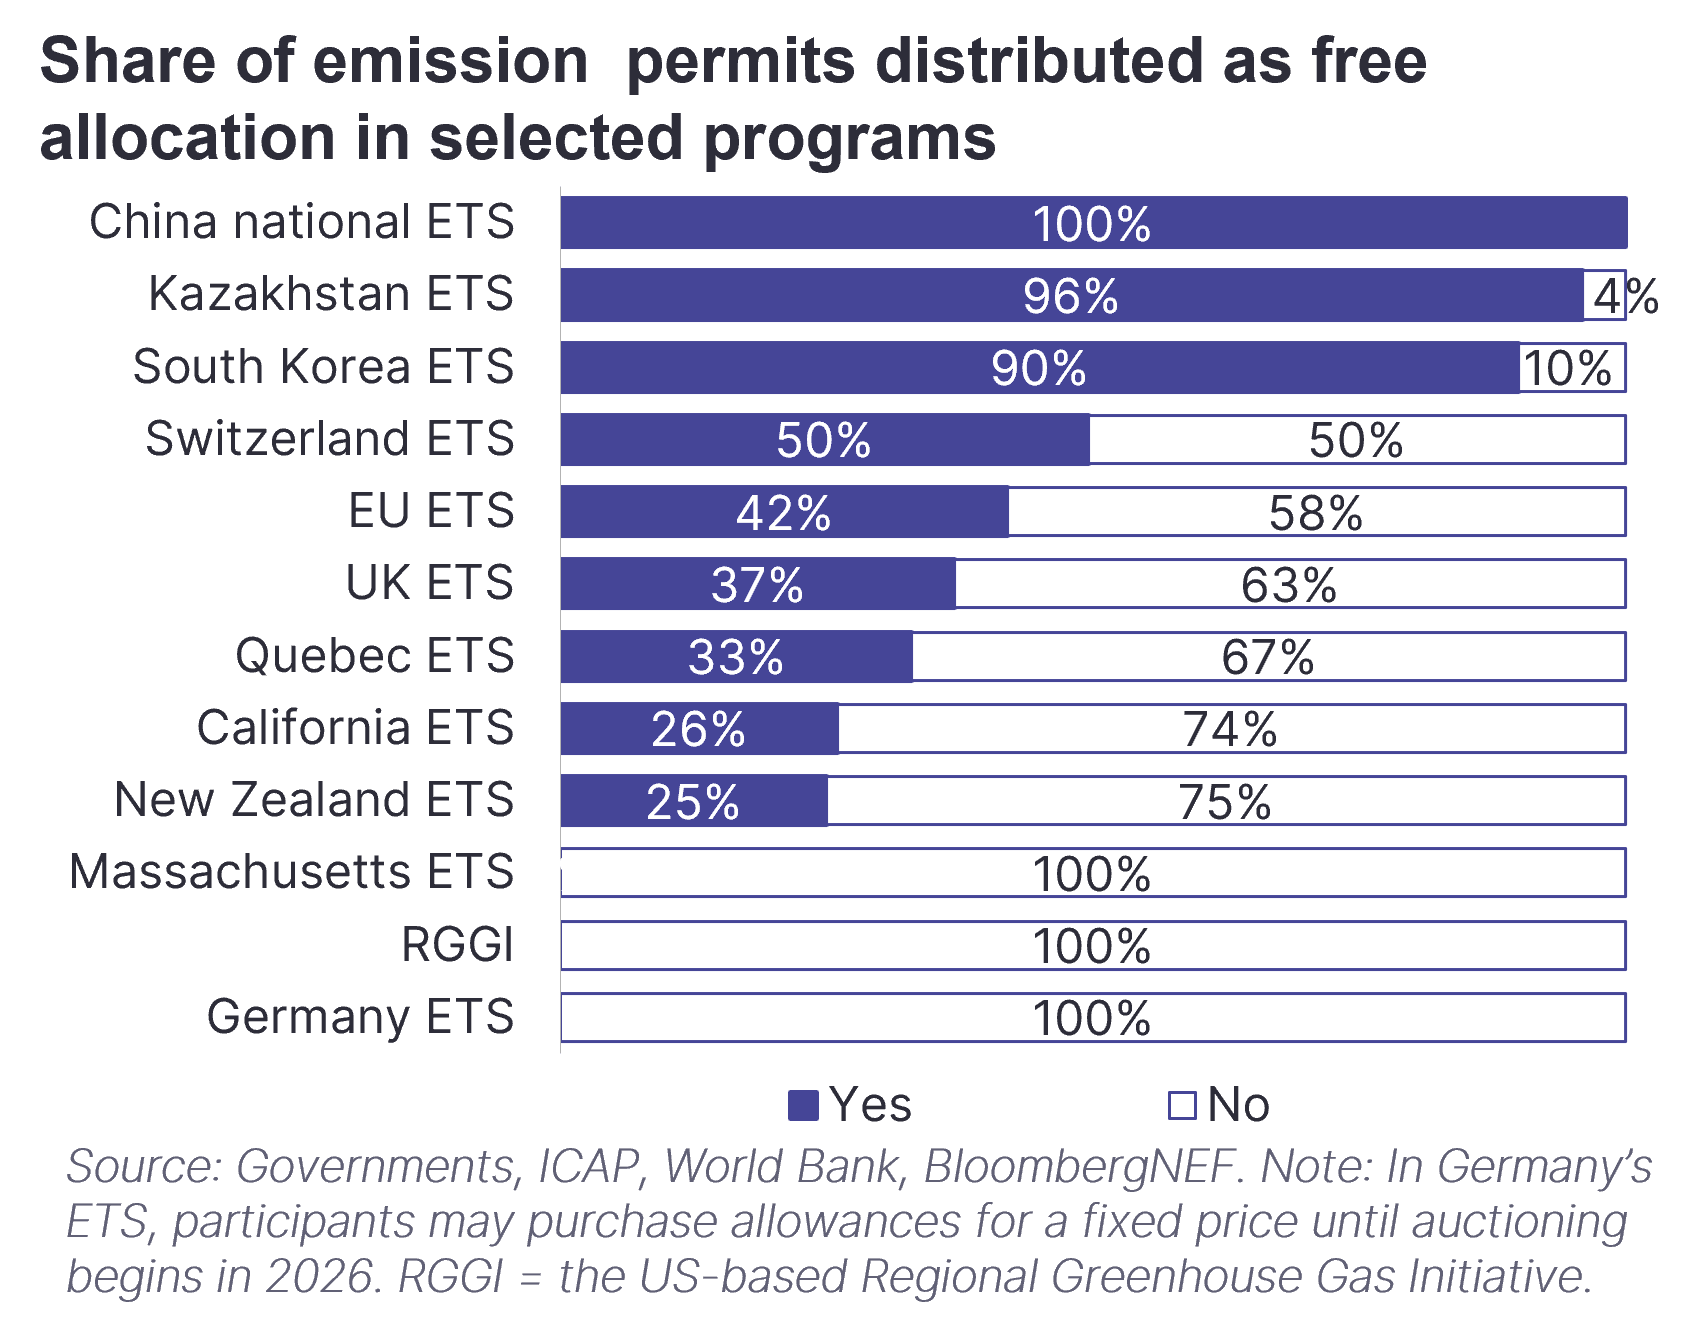 Share of emission  permits distributed as free
allocation in selected programs
China national ETS 100%
Kazakhstan ETS 96% 4%
South Korea ETS 90% 10%
Switzerland ETS 50% 50%
EU ETS 42% 58%
UK ETS 37% 63%
Quebec ETS 33% 67%
California ETS 26% 74%
New Zealand ETS 25% 75%
Massachusetts ETS 100%
RGGI 100%
Germany ETS 100%
Yes No
Source: Governments, ICAP, World Bank, BloombergNEF. Note: In Germany’s
ETS, participants may purchase allowances for a fixed price until auctioning
begins in 2026. RGGI = the US-based Regional Greenhouse Gas Initiative.